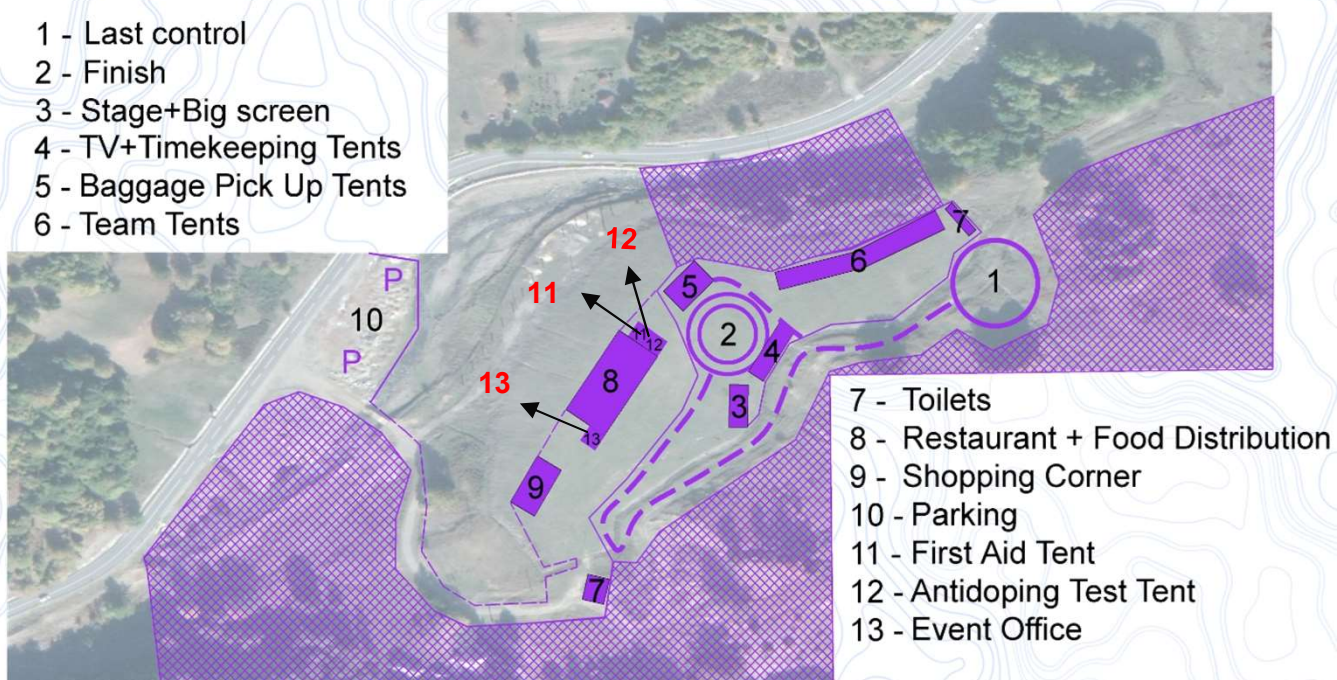 1 - Last control
2 - Finish
3 - Stage+Big screen
4 - TV+Timekeeping Tents
5 - Baggage Pick Up Tents
6 - Team Tents
7
12
6
P
5
1
11
10
2
11
12
4
P
8
13
3
7 - Toilets
13
8 - Restaurant + Food Distribution
9
9 - Shopping Corner
10 - Parking
11 - First Aid Tent
7
12 - Antidoping Test Tent
13 - Event Office